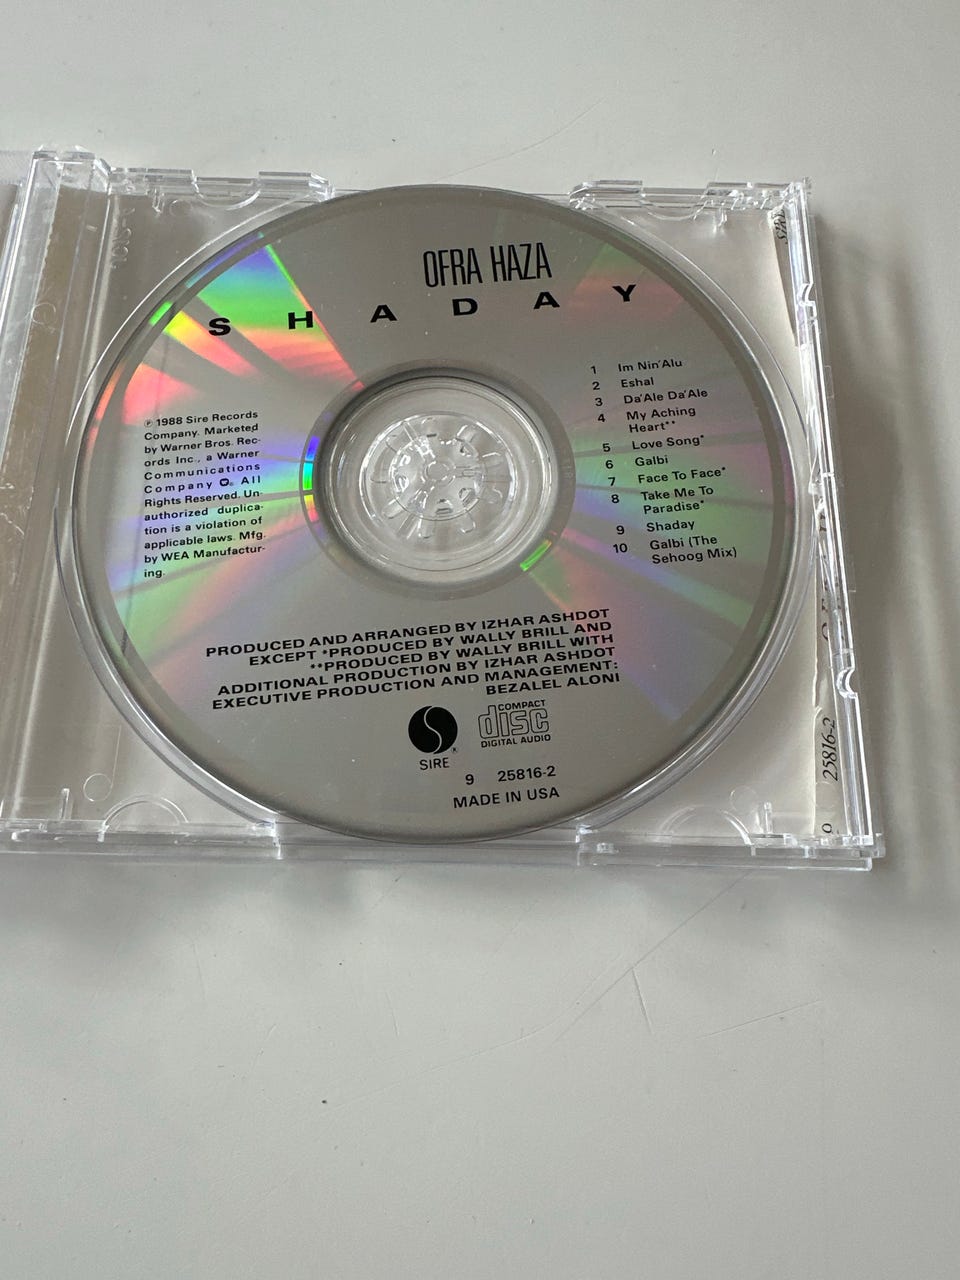 OFRA HAZA
SHADAY
℗ 1988 Sire Records
Company. Marketed
by Warner Bros. Rec-
ords Inc., a Warner
Communications
Company. All
Rights Reserved. Un-
authorized duplica-
tion is a violation of
applicable laws. Mfg.
by WEA Manufactur-
ing.
1 Im Nin'Alu
2 Eshal
3 Da'Ale Da'Ale
4 My Aching
Heart**
5 Love Song*
6 Galbi
7 Face To Face*
8 Take Me To
Paradise*
9 Shaday
10 Galbi (The
Sehoog Mix)
PRODUCED AND ARRANGED BY IZHAR ASHDOT
EXCEPT *PRODUCED BY WALLY BRILL AND
**PRODUCED BY WALLY BRILL WITH
ADDITIONAL PRODUCTION BY IZHAR ASHDOT
EXECUTIVE PRODUCTION AND MANAGEMENT:
BEZALEL ALONI
SIRE ®
COMPACT
disc
DIGITAL AUDIO
9 25816-2
MADE IN USA
9 25816-2